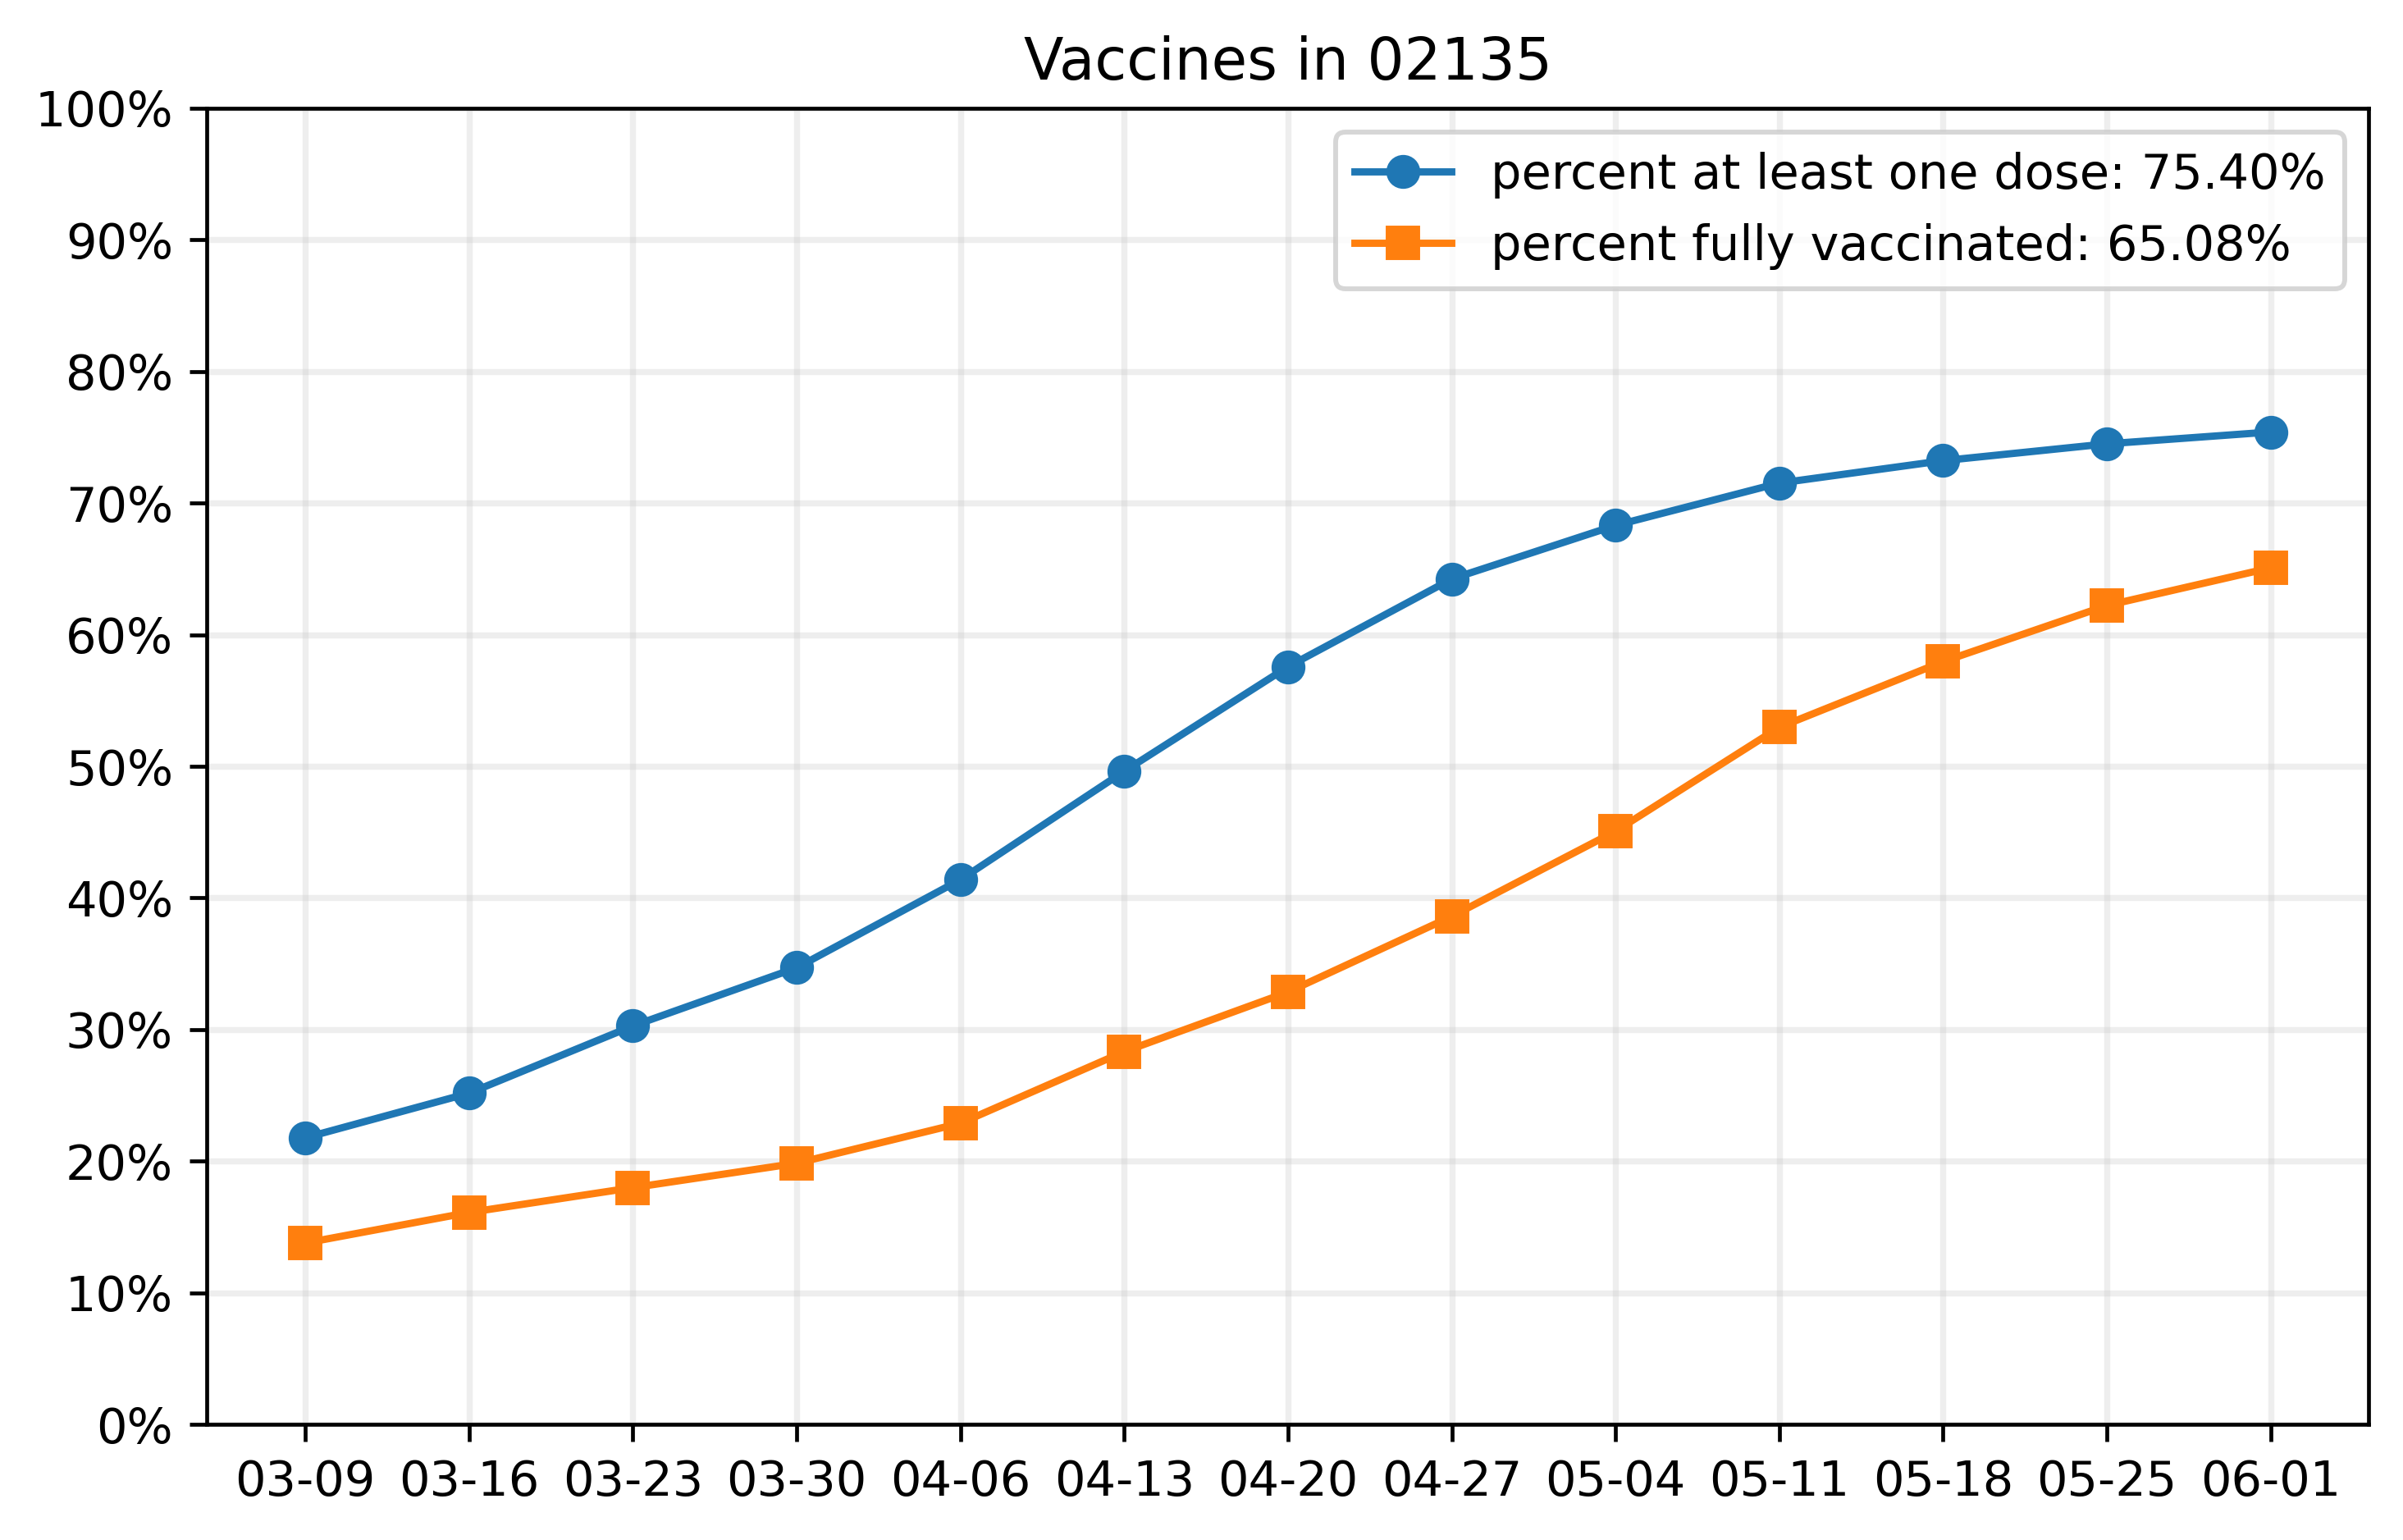 Vaccines in 02135
percent at least one dose: 75.40%
percent fully vaccinated: 65.08%
100%
90%
80%
70%
60%
50%
40%
30%
20%
10%
0%
03-09 03-16 03-23 03-30 04-06 04-13 04-20 04-27 05-04 05-11 05-18 05-25 06-01